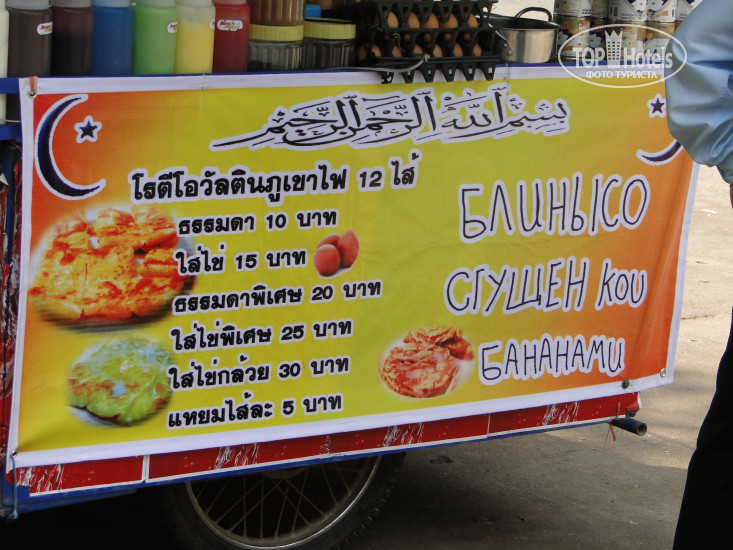 TOP Hotels
ФОТО ТУРИСТА
بسم الله الرحمن الرحيم
โรตีโอวัลตินภูเขาไฟ 12 ไส้
ธรรมดา 10 บาท
ใส่ไข่ 15 บาท
ธรรมดาพิเศษ 20 บาท
ใส่ไข่พิเศษ 25 บาท
ใส่ไข่กล้วย 30 บาท
แหยมไส้ละ 5 บาท
БЛИНЫСО
СГУЩЕН КОИ
БАНАНАМИ